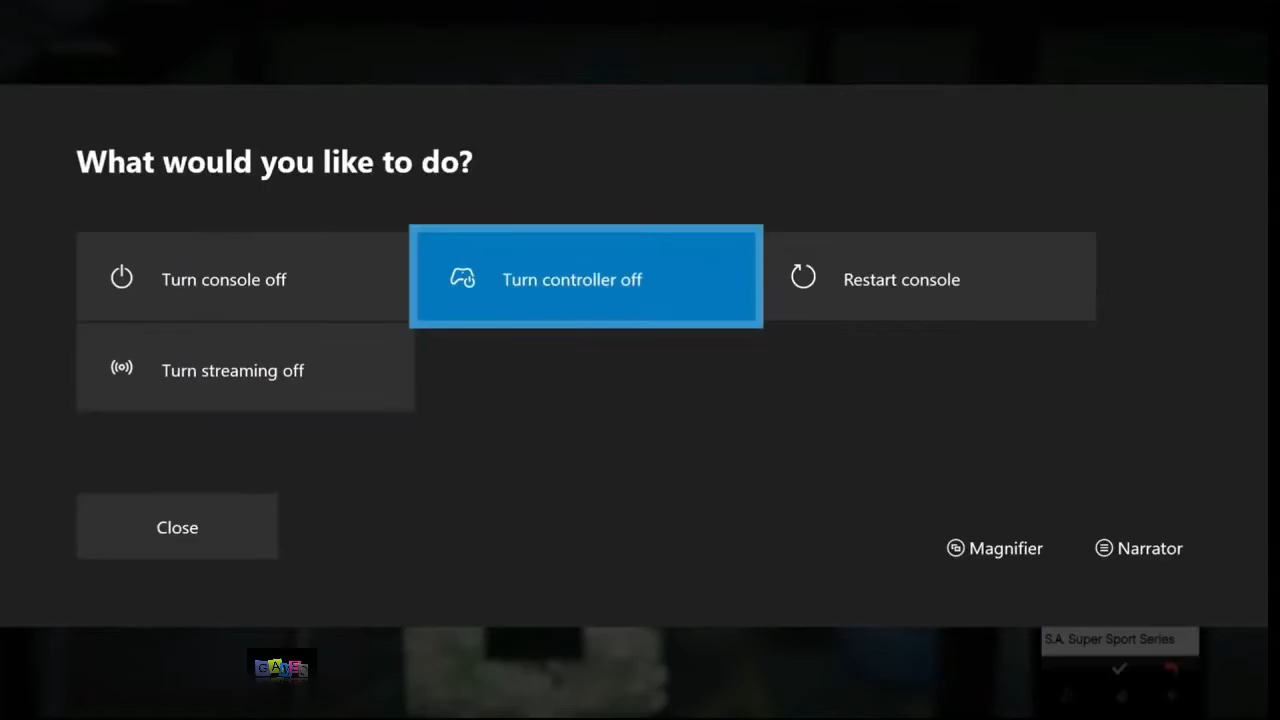 What would you like to do?
Turn console off
Turn controller off
Restart console
Turn streaming off
Close
Magnifier
Narrator
S.A. Super Sport Series
GAMES